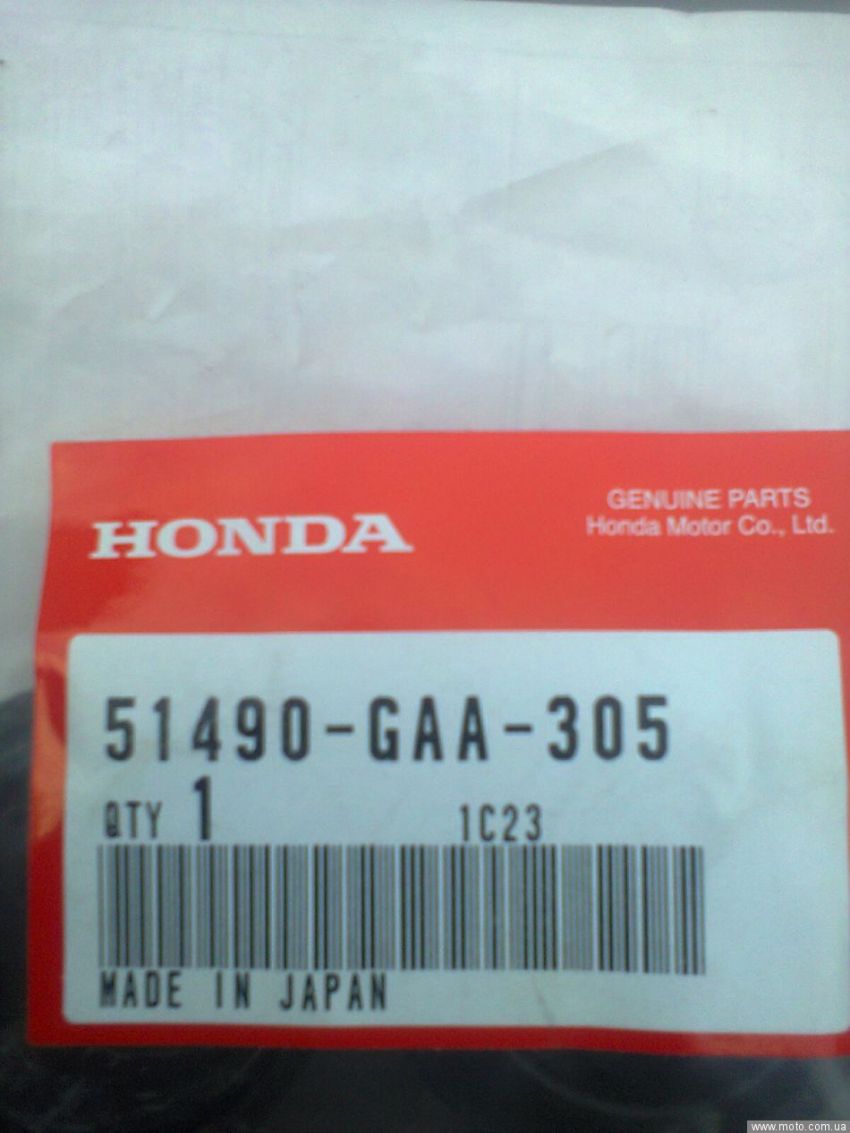 HONDA
GENUINE PARTS
Honda Motor Co., Ltd.
51490-GAA-305
QTY 1 1C23
MADE IN JAPAN
www.moto.com.ua